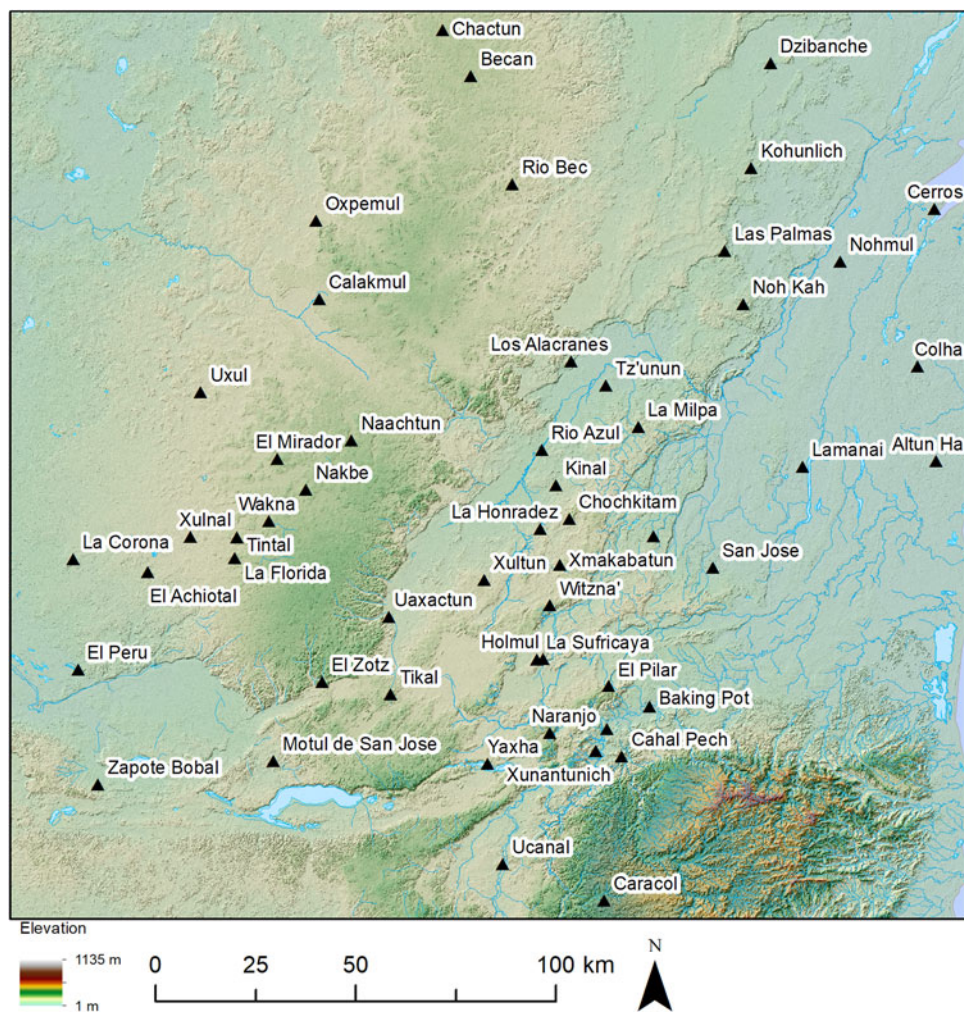 Chactun
Becan
Dzibanche
Kohunlich
Rio Bec
Cerros
Oxpemul
Las Palmas
Nohmul
Calakmul
Noh Kah
Los Alacranes
Colha
Tz'unun
Uxul
La Milpa
Naachtun
El Mirador
Rio Azul
Lamanai
Altun Ha
Nakbe
Kinal
Wakna
Chochkitam
Xulnal
La Honradez
La Corona
Tintal
San Jose
Xultun
Xmakabatun
La Florida
El Achiotal
Witzna'
Uaxactun
Holmul
La Sufricaya
El Peru
El Zotz
El Pilar
Tikal
Baking Pot
Naranjo
Motul de San Jose
Cahal Pech
Yaxha
Zapote Bobal
Xunantunich
Ucanal
Caracol
Elevation
1135 m
1 m
0 25 50 100 km
N